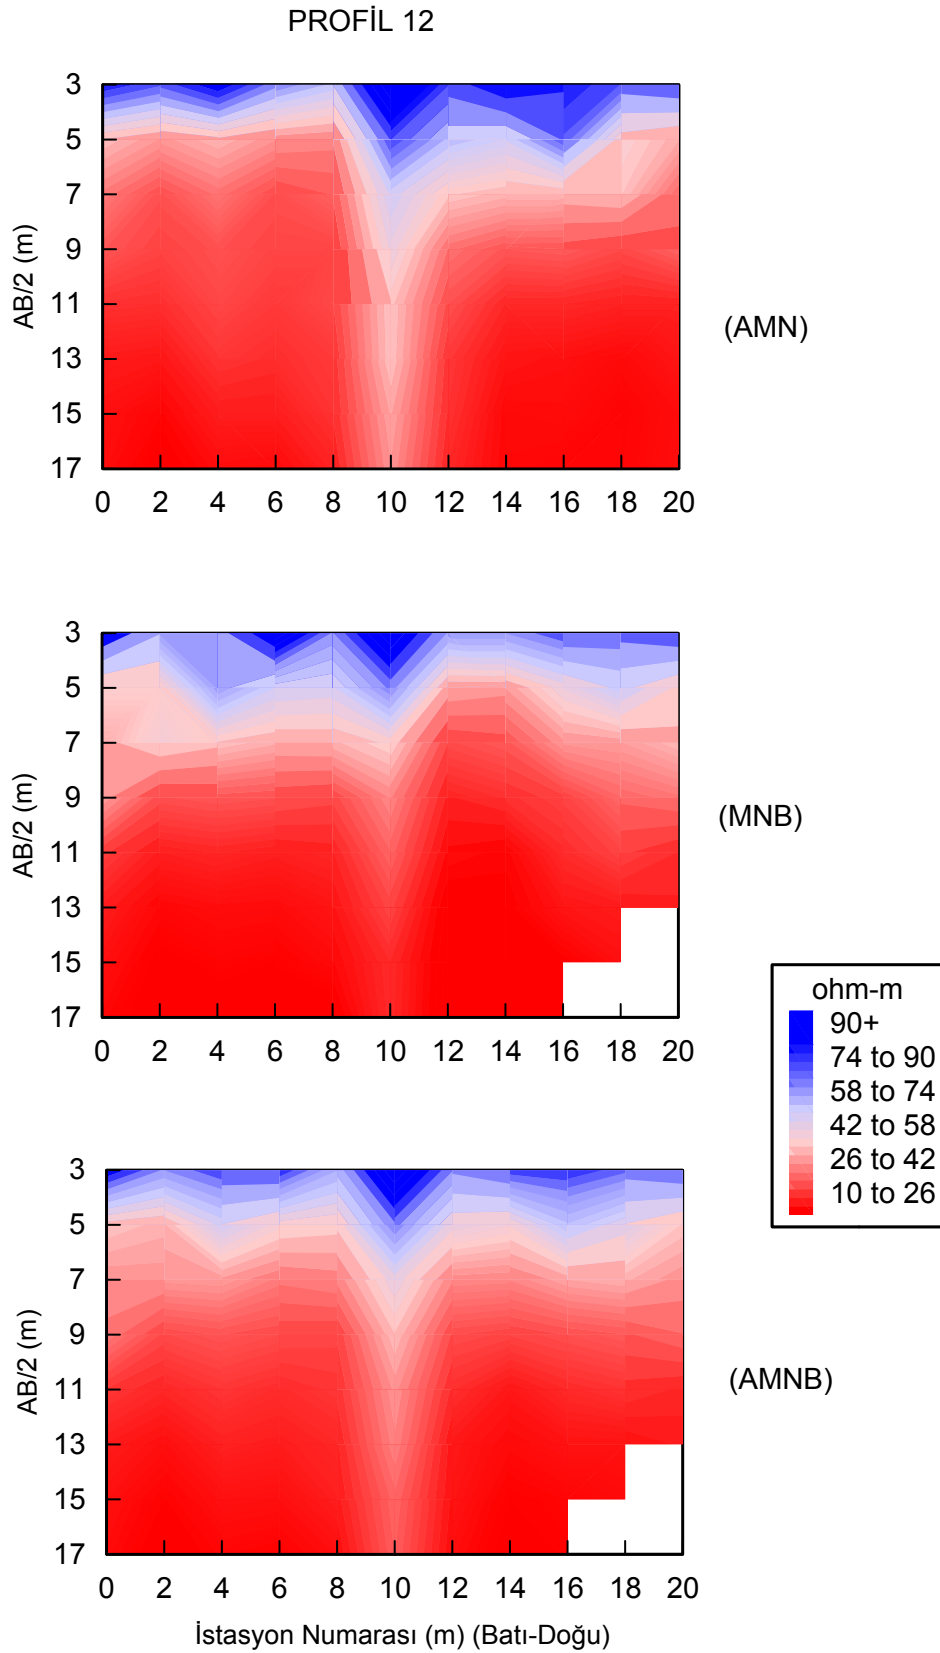 PROFİL 12
3
5
7
9
11
13
15
17
AB/2 (m)
0 2 4 6 8 10 12 14 16 18 20
(AMN)
3
5
7
9
11
13
15
17
AB/2 (m)
0 2 4 6 8 10 12 14 16 18 20
(MNB)
ohm-m
90+
74 to 90
58 to 74
42 to 58
26 to 42
10 to 26
3
5
7
9
11
13
15
17
AB/2 (m)
0 2 4 6 8 10 12 14 16 18 20
(AMNB)
İstasyon Numarası (m) (Batı-Doğu)